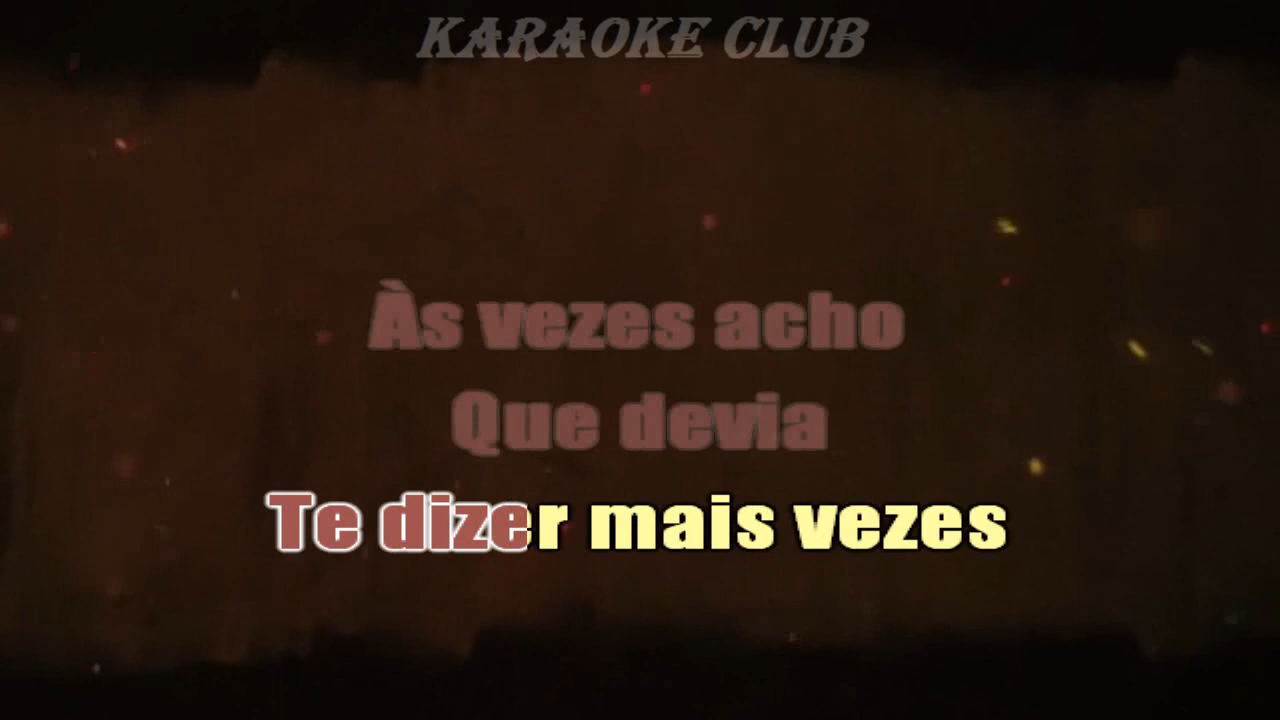 KARAOKE CLUB
Às vezes acho
Que devia
Te dizer mais vezes